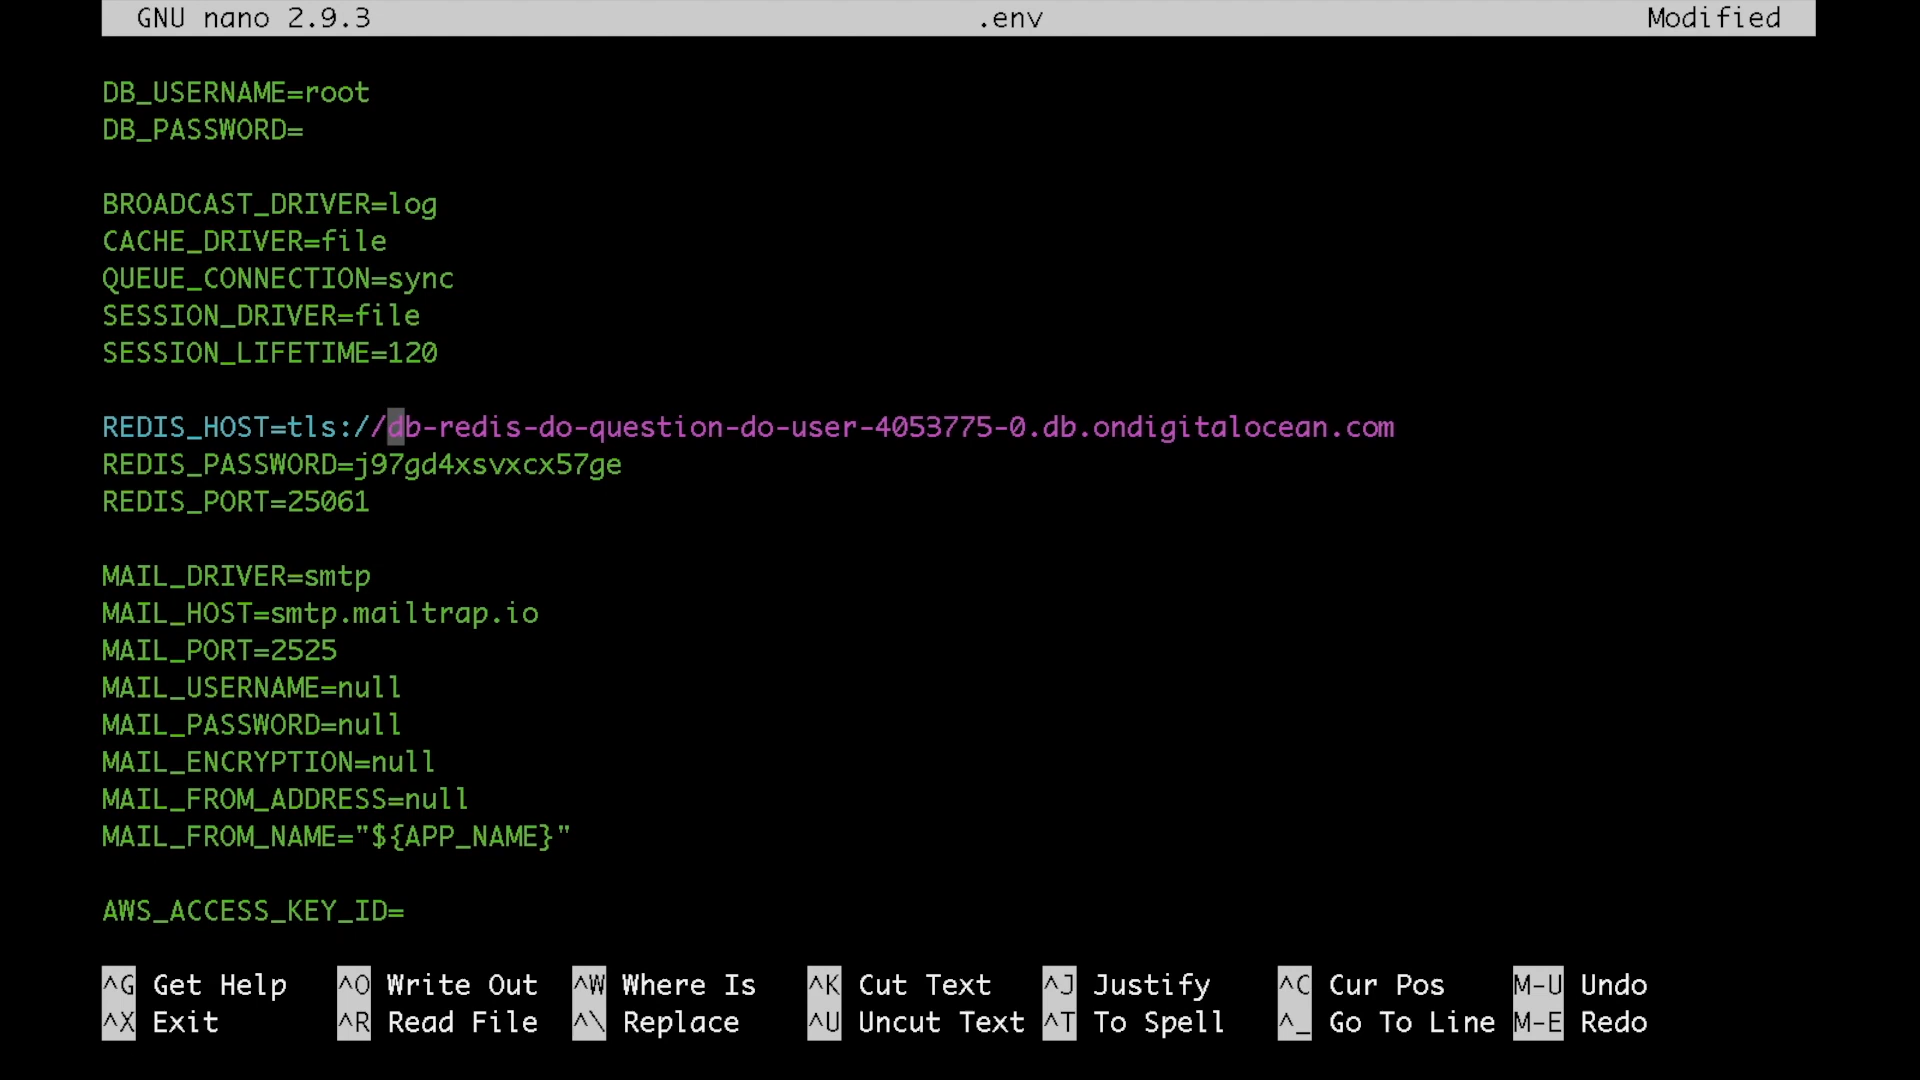 GNU nano 2.9.3 .env Modified
DB_USERNAME=root
DB_PASSWORD=
BROADCAST_DRIVER=log
CACHE_DRIVER=file
QUEUE_CONNECTION=sync
SESSION_DRIVER=file
SESSION_LIFETIME=120
REDIS_HOST=tls://db-redis-do-question-do-user-4053775-0.db.ondigitalocean.com
REDIS_PASSWORD=j97gd4xsvxcx57ge
REDIS_PORT=25061
MAIL_DRIVER=smtp
MAIL_HOST=smtp.mailtrap.io
MAIL_PORT=2525
MAIL_USERNAME=null
MAIL_PASSWORD=null
MAIL_ENCRYPTION=null
MAIL_FROM_ADDRESS=null
MAIL_FROM_NAME="${APP_NAME}"
AWS_ACCESS_KEY_ID=
^G Get Help ^O Write Out ^W Where Is ^K Cut Text ^J Justify ^C Cur Pos M-U Undo
^X Exit ^R Read File ^\ Replace ^U Uncut Text ^T To Spell ^_ Go To Line M-E Redo